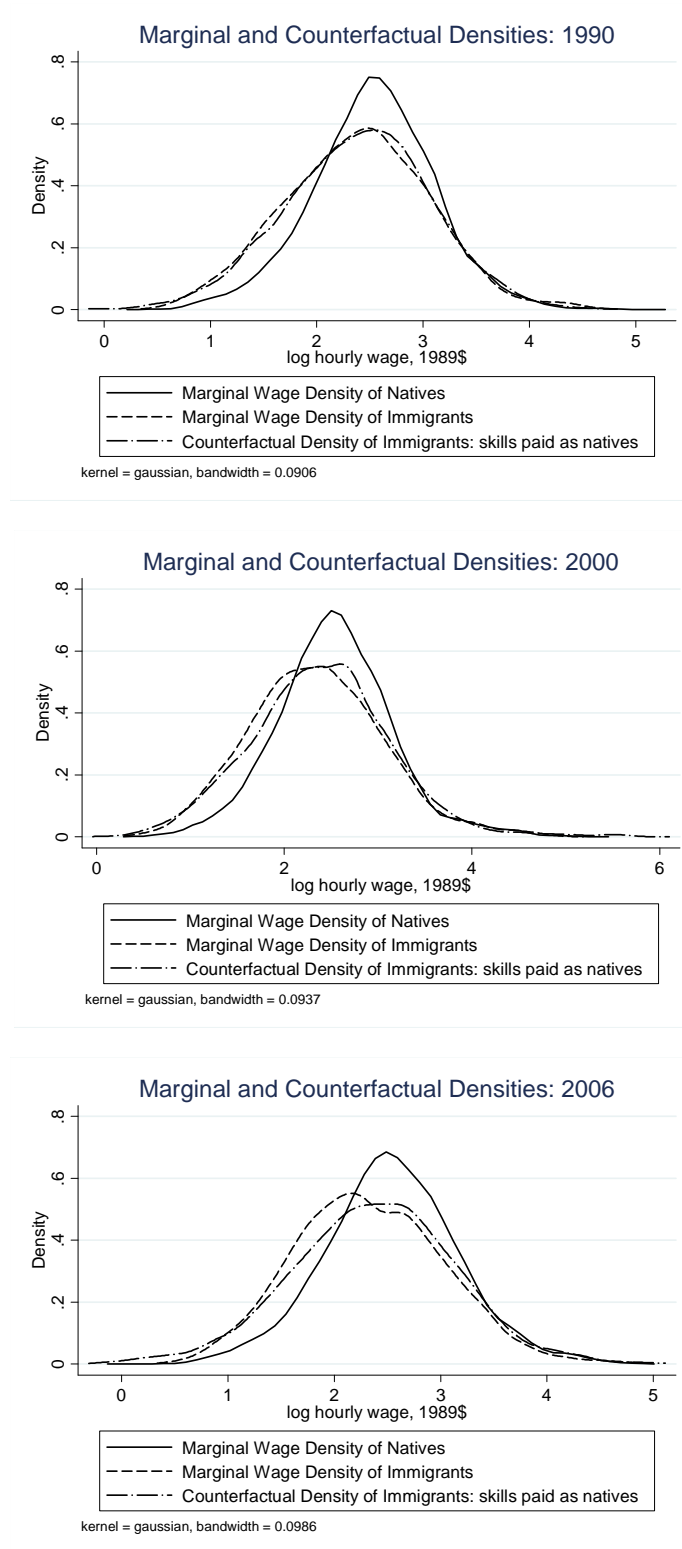 Marginal and Counterfactual Densities: 1990
Density
.8
.6
.4
.2
0
0 1 2 3 4 5
log hourly wage, 1989$
Marginal Wage Density of Natives
Marginal Wage Density of Immigrants
Counterfactual Density of Immigrants: skills paid as natives
kernel = gaussian, bandwidth = 0.0906
Marginal and Counterfactual Densities: 2000
Density
.8
.6
.4
.2
0
0 2 4 6
log hourly wage, 1989$
Marginal Wage Density of Natives
Marginal Wage Density of Immigrants
Counterfactual Density of Immigrants: skills paid as natives
kernel = gaussian, bandwidth = 0.0937
Marginal and Counterfactual Densities: 2006
Density
.8
.6
.4
.2
0
0 1 2 3 4 5
log hourly wage, 1989$
Marginal Wage Density of Natives
Marginal Wage Density of Immigrants
Counterfactual Density of Immigrants: skills paid as natives
kernel = gaussian, bandwidth = 0.0986